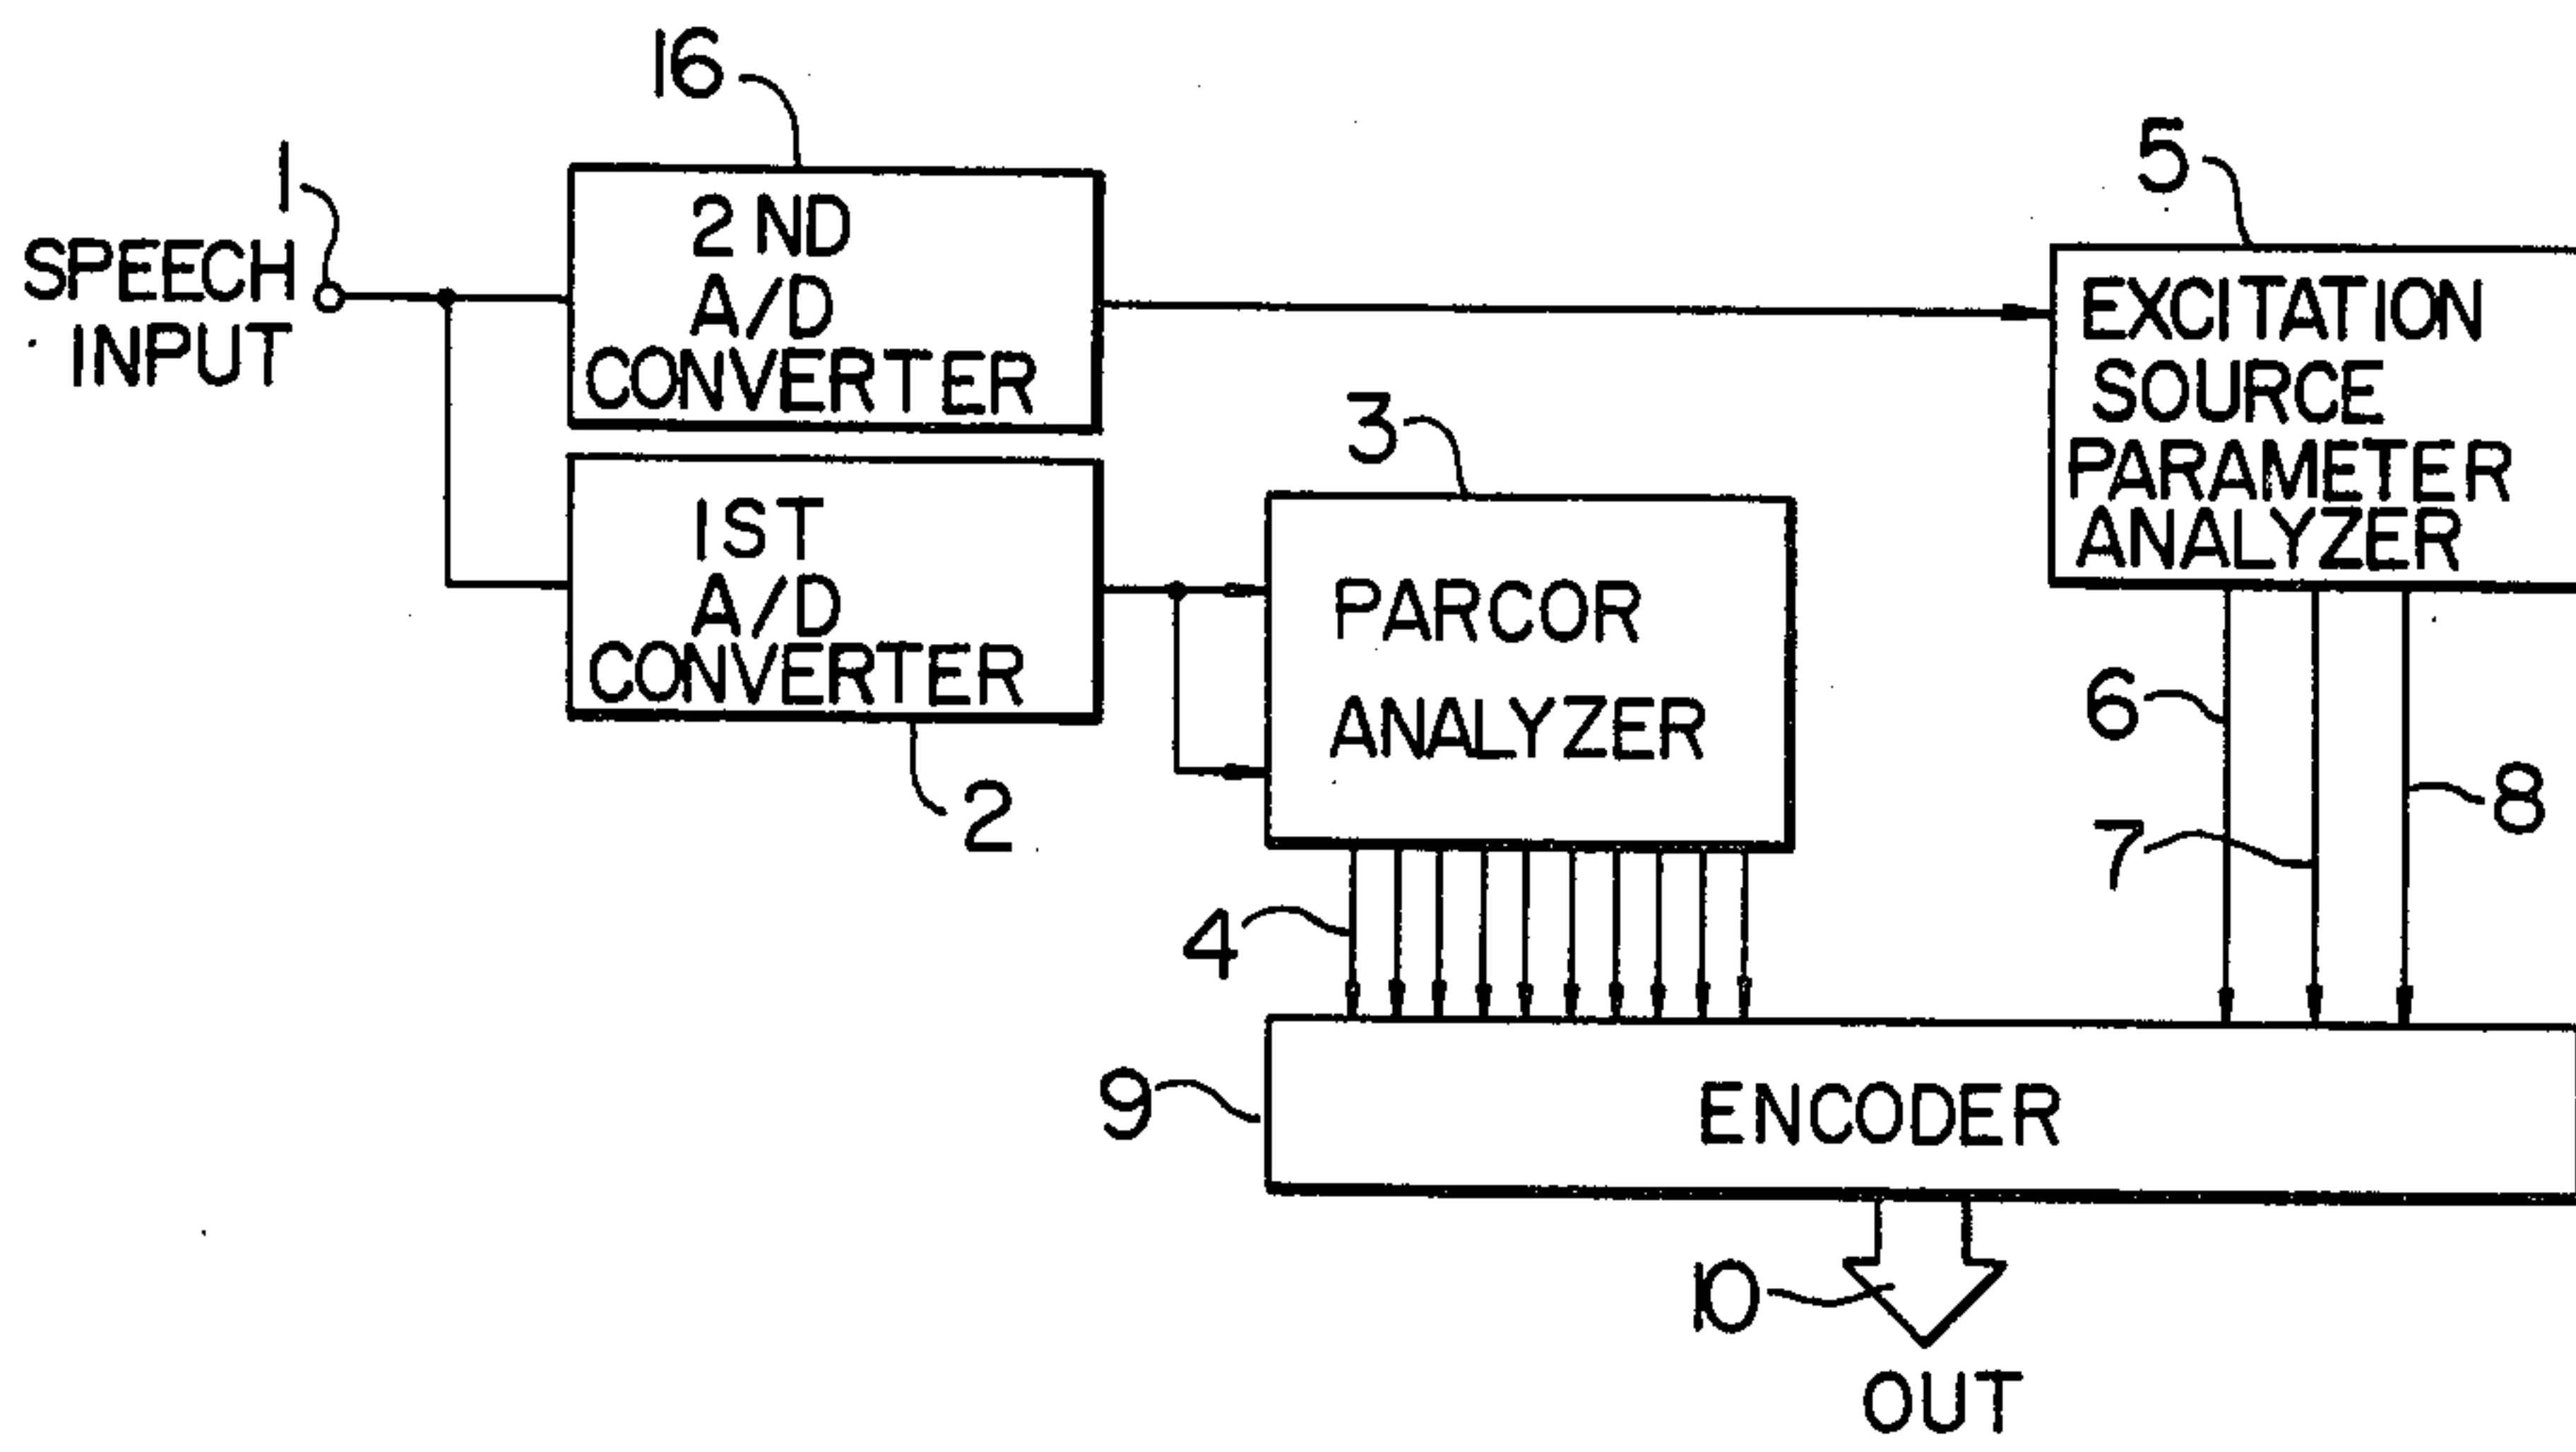 16
1
SPEECH
INPUT
2 ND
A/D
CONVERTER
5
EXCITATION
SOURCE
PARAMETER
ANALYZER
3
1ST
A/D
CONVERTER
2
PARCOR
ANALYZER
6
7
8
4
9
ENCODER
10
OUT